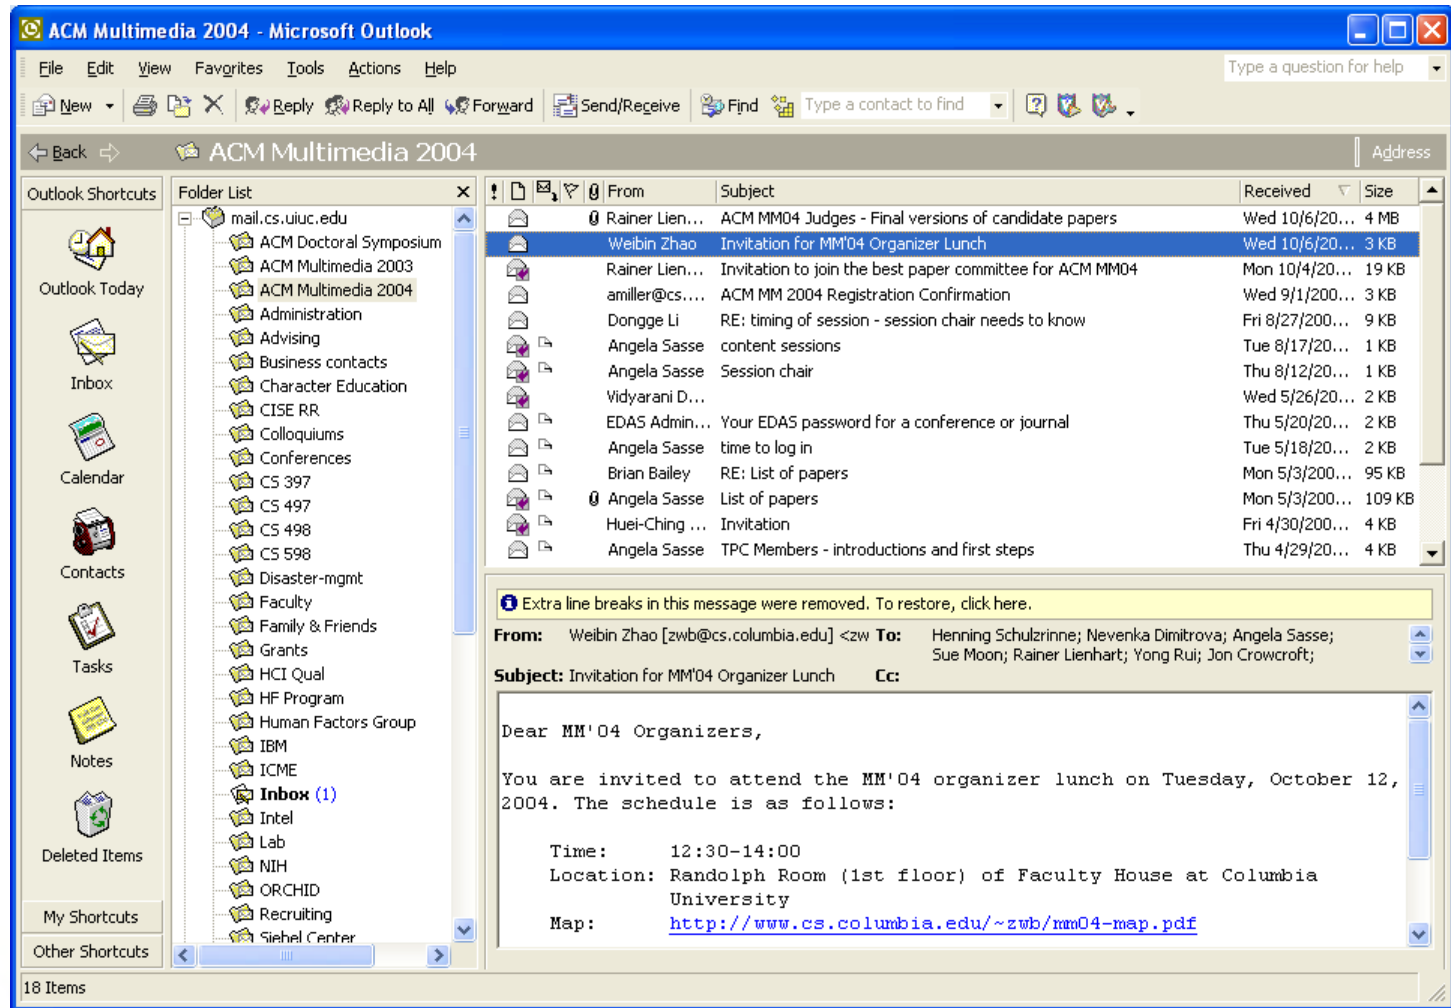 ACM Multimedia 2004 - Microsoft Outlook
File Edit View Favorites Tools Actions Help Type a question for help
New Reply Reply to All Forward Send/Receive Find Type a contact to find
Back ACM Multimedia 2004 Address
Outlook Shortcuts
Outlook Today
Inbox
Calendar
Contacts
Tasks
Notes
Deleted Items
My Shortcuts
Other Shortcuts
Folder List
mail.cs.uiuc.edu
ACM Doctoral Symposium
ACM Multimedia 2003
ACM Multimedia 2004
Administration
Advising
Business contacts
Character Education
CISE RR
Colloquiums
Conferences
CS 397
CS 497
CS 498
CS 598
Disaster-mgmt
Faculty
Family & Friends
Grants
HCI Qual
HF Program
Human Factors Group
IBM
ICME
Inbox (1)
Intel
Lab
NIH
ORCHID
Recruiting
Siebel Center
! From Subject Received Size
Rainer Lien... ACM MM04 Judges - Final versions of candidate papers Wed 10/6/20... 4 MB
Weibin Zhao Invitation for MM'04 Organizer Lunch Wed 10/6/20... 3 KB
Rainer Lien... Invitation to join the best paper committee for ACM MM04 Mon 10/4/20... 19 KB
amiller@cs.... ACM MM 2004 Registration Confirmation Wed 9/1/200... 3 KB
Dongge Li RE: timing of session - session chair needs to know Fri 8/27/200... 9 KB
Angela Sasse content sessions Tue 8/17/20... 1 KB
Angela Sasse Session chair Thu 8/12/20... 1 KB
Vidyarani D... Wed 5/26/20... 2 KB
EDAS Admin... Your EDAS password for a conference or journal Thu 5/20/20... 2 KB
Angela Sasse time to log in Tue 5/18/20... 2 KB
Brian Bailey RE: List of papers Mon 5/3/200... 95 KB
Angela Sasse List of papers Mon 5/3/200... 109 KB
Huei-Ching ... Invitation Fri 4/30/200... 4 KB
Angela Sasse TPC Members - introductions and first steps Thu 4/29/20... 4 KB
Extra line breaks in this message were removed. To restore, click here.
From: Weibin Zhao [zwb@cs.columbia.edu] <zw To: Henning Schulzrinne; Nevenka Dimitrova; Angela Sasse;
Sue Moon; Rainer Lienhart; Yong Rui; Jon Crowcroft;
Subject: Invitation for MM'04 Organizer Lunch Cc:
Dear MM'04 Organizers,
You are invited to attend the MM'04 organizer lunch on Tuesday, October 12,
2004. The schedule is as follows:
Time: 12:30-14:00
Location: Randolph Room (1st floor) of Faculty House at Columbia
University
Map: http://www.cs.columbia.edu/~zwb/mm04-map.pdf
18 Items